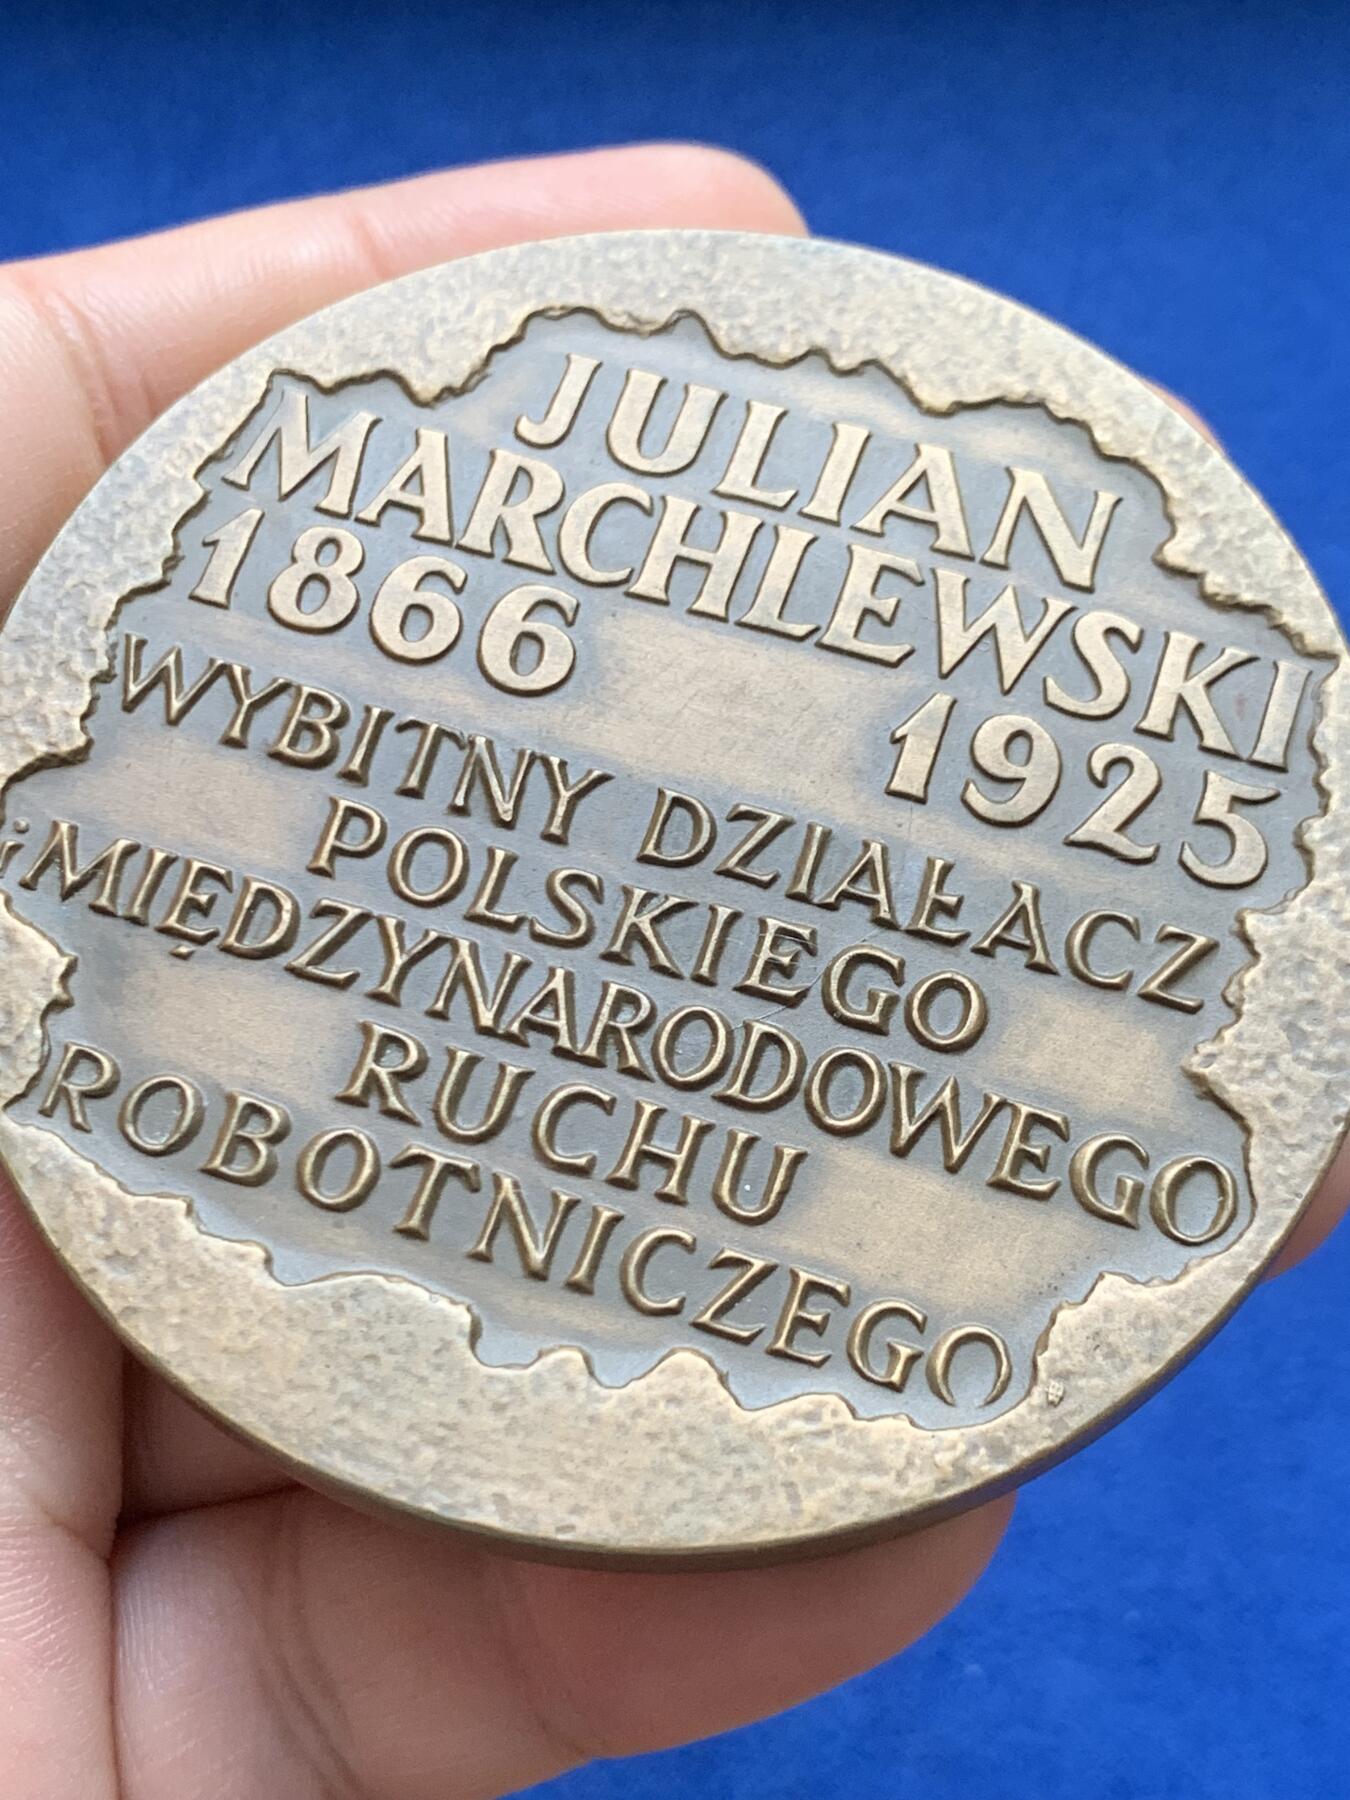 JULIAN
MARCHLEWSKI
1866 1925
WYBITNY DZIAŁACZ
POLSKIEGO
i MIĘDZYNARODOWEGO
RUCHU
ROBOTNICZEGO